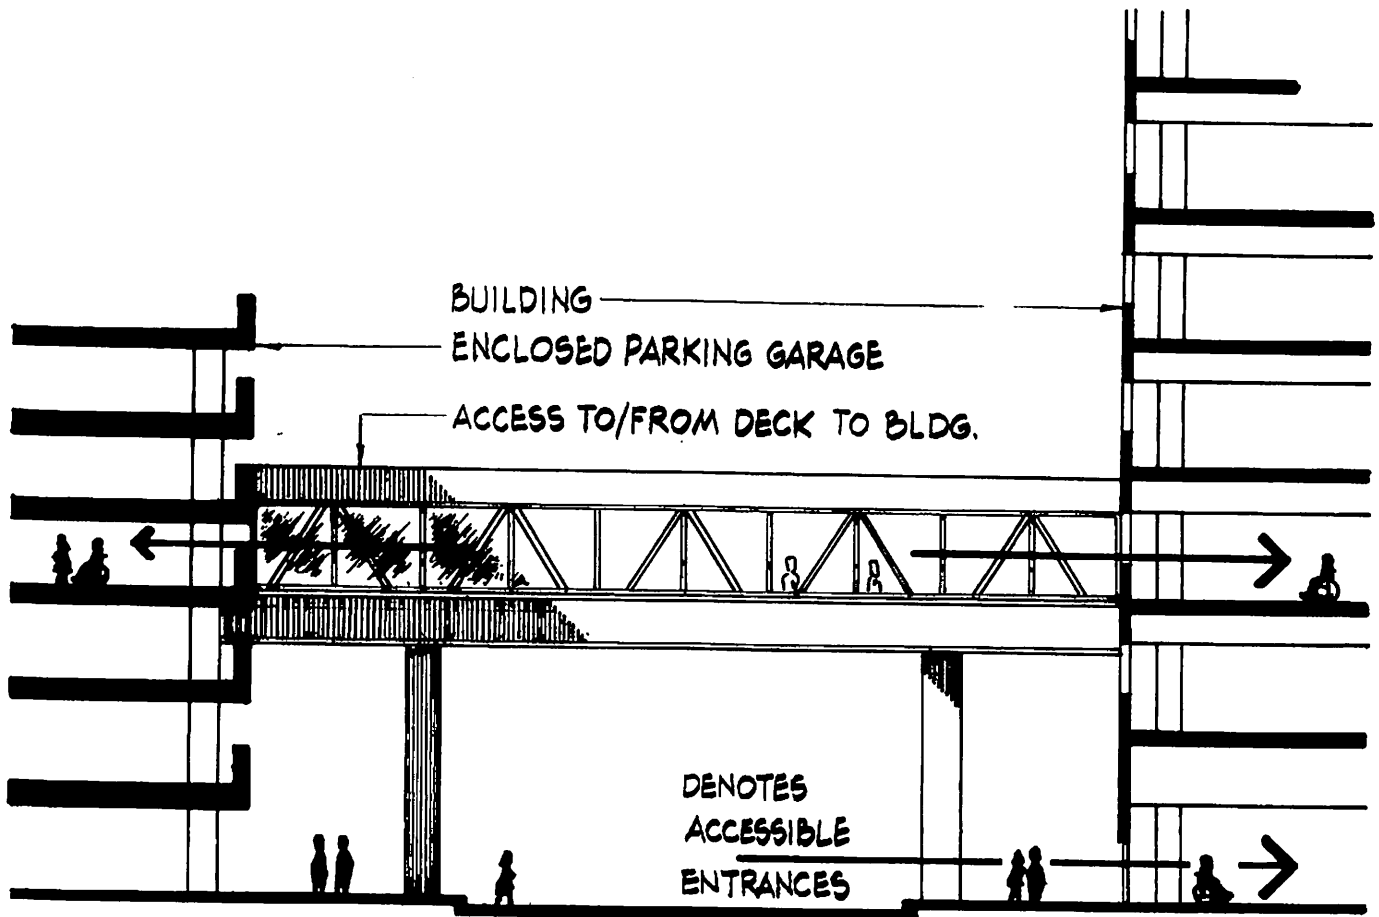 BUILDING
ENCLOSED PARKING GARAGE
ACCESS TO/FROM DECK TO BLDG.
DENOTES
ACCESSIBLE
ENTRANCES